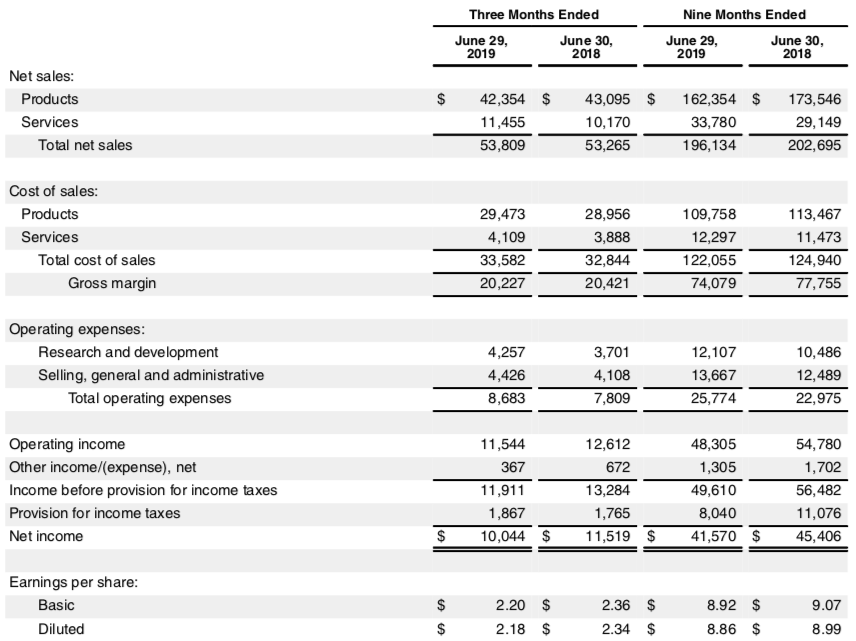 Three Months Ended Nine Months Ended
June 29, 2019 June 30, 2018 June 29, 2019 June 30, 2018
Net sales:
Products $ 42,354 $ 43,095 $ 162,354 $ 173,546
Services 11,455 10,170 33,780 29,149
Total net sales 53,809 53,265 196,134 202,695
Cost of sales:
Products 29,473 28,956 109,758 113,467
Services 4,109 3,888 12,297 11,473
Total cost of sales 33,582 32,844 122,055 124,940
Gross margin 20,227 20,421 74,079 77,755
Operating expenses:
Research and development 4,257 3,701 12,107 10,486
Selling, general and administrative 4,426 4,108 13,667 12,489
Total operating expenses 8,683 7,809 25,774 22,975
Operating income 11,544 12,612 48,305 54,780
Other income/(expense), net 367 672 1,305 1,702
Income before provision for income taxes 11,911 13,284 49,610 56,482
Provision for income taxes 1,867 1,765 8,040 11,076
Net income $ 10,044 $ 11,519 $ 41,570 $ 45,406
Earnings per share:
Basic $ 2.20 $ 2.36 $ 8.92 $ 9.07
Diluted $ 2.18 $ 2.34 $ 8.86 $ 8.99